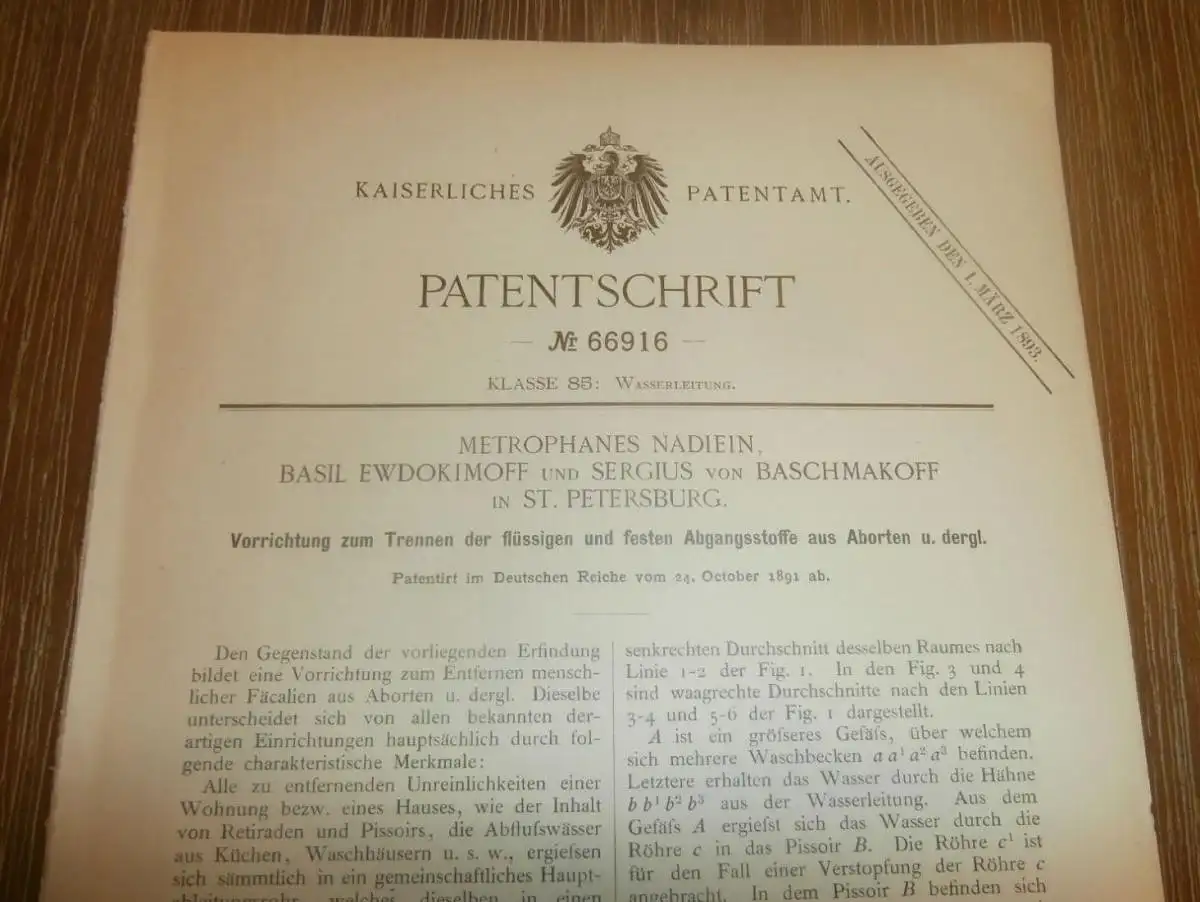 KAISERLICHES PATENTAMT.
AUSGEGEBEN DEN 1. MÄRZ 1893.
PATENTSCHRIFT
— № 66916 —
KLASSE 85: WASSERLEITUNG.
METROPHANES NADIEIN,
BASIL EWDOKIMOFF UND SERGIUS VON BASCHMAKOFF
IN ST. PETERSBURG.
Vorrichtung zum Trennen der flüssigen und festen Abgangsstoffe aus Aborten u. dergl.
Patentirt im Deutschen Reiche vom 24. October 1891 ab.
Den Gegenstand der vorliegenden Erfindung
bildet eine Vorrichtung zum Entfernen mensch-
licher Fäcalien aus Aborten u. dergl. Dieselbe
unterscheidet sich von allen bekannten der-
artigen Einrichtungen hauptsächlich durch fol-
gende charakteristische Merkmale:
Alle zu entfernenden Unreinlichkeiten einer
Wohnung bezw. eines Hauses, wie der Inhalt
von Retiraden und Pissoirs, die Abflufswässer
aus Küchen, Waschhäusern u. s. w., ergiefsen
sich sämmtlich in ein gemeinschaftliches Haupt-
ableitungsrohr, welches dieselben in einen
senkrechten Durchschnitt desselben Raumes nach
Linie 1-2 der Fig. 1. In den Fig. 3 und 4
sind waagrechte Durchschnitte nach den Linien
3-4 und 5-6 der Fig. 1 dargestellt.
A ist ein gröfseres Gefäfs, über welchem
sich mehrere Waschbecken a a¹ a² a³ befinden.
Letztere erhalten das Wasser durch die Hähne
b b¹ b² b³ aus der Wasserleitung. Aus dem
Gefäfs A ergiefst sich das Wasser durch die
Röhre c in das Pissoir B. Die Röhre c¹ ist
für den Fall einer Verstopfung der Röhre c
angebracht. In dem Pissoir B befinden sich